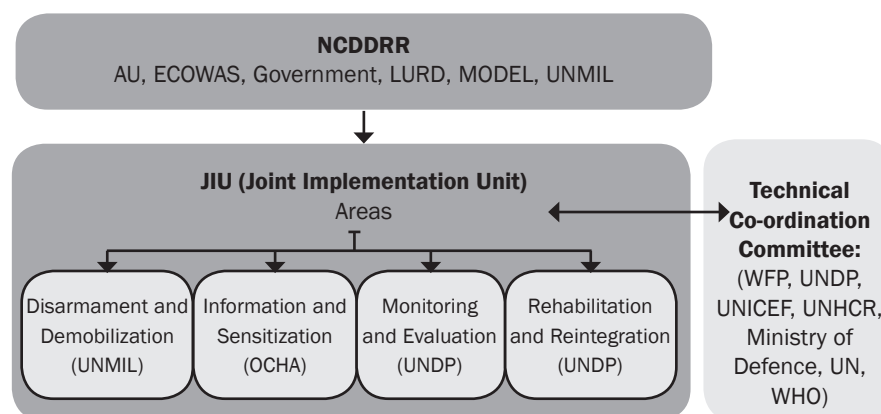 NCDDRR
AU, ECOWAS, Government, LURD, MODEL, UNMIL
JIU (Joint Implementation Unit)
Areas
Disarmament and
Demobilization
(UNMIL)
Information and
Sensitization
(OCHA)
Monitoring
and Evaluation
(UNDP)
Rehabilitation
and Reintegration
(UNDP)
Technical
Co-ordination
Committee:
(WFP, UNDP,
UNICEF, UNHCR,
Ministry of
Defence, UN,
WHO)